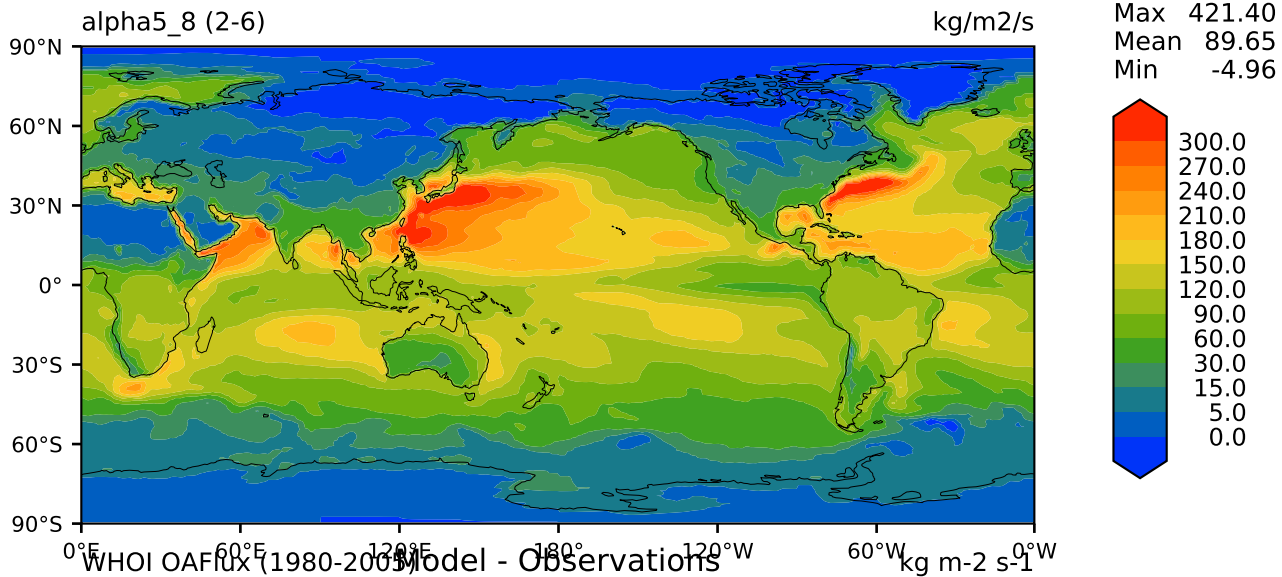 alpha5_8 (2-6) kg/m2/s
Max 421.40
Mean 89.65
Min -4.96
90°N
60°N
30°N
0°
30°S
60°S
90°S
0°E 60°E 120°E 180° 120°W 60°W 0°W
300.0
270.0
240.0
210.0
180.0
150.0
120.0
90.0
60.0
30.0
15.0
5.0
0.0
WHOI OAFlux (1980-2005) Model - Observations kg m-2 s-1